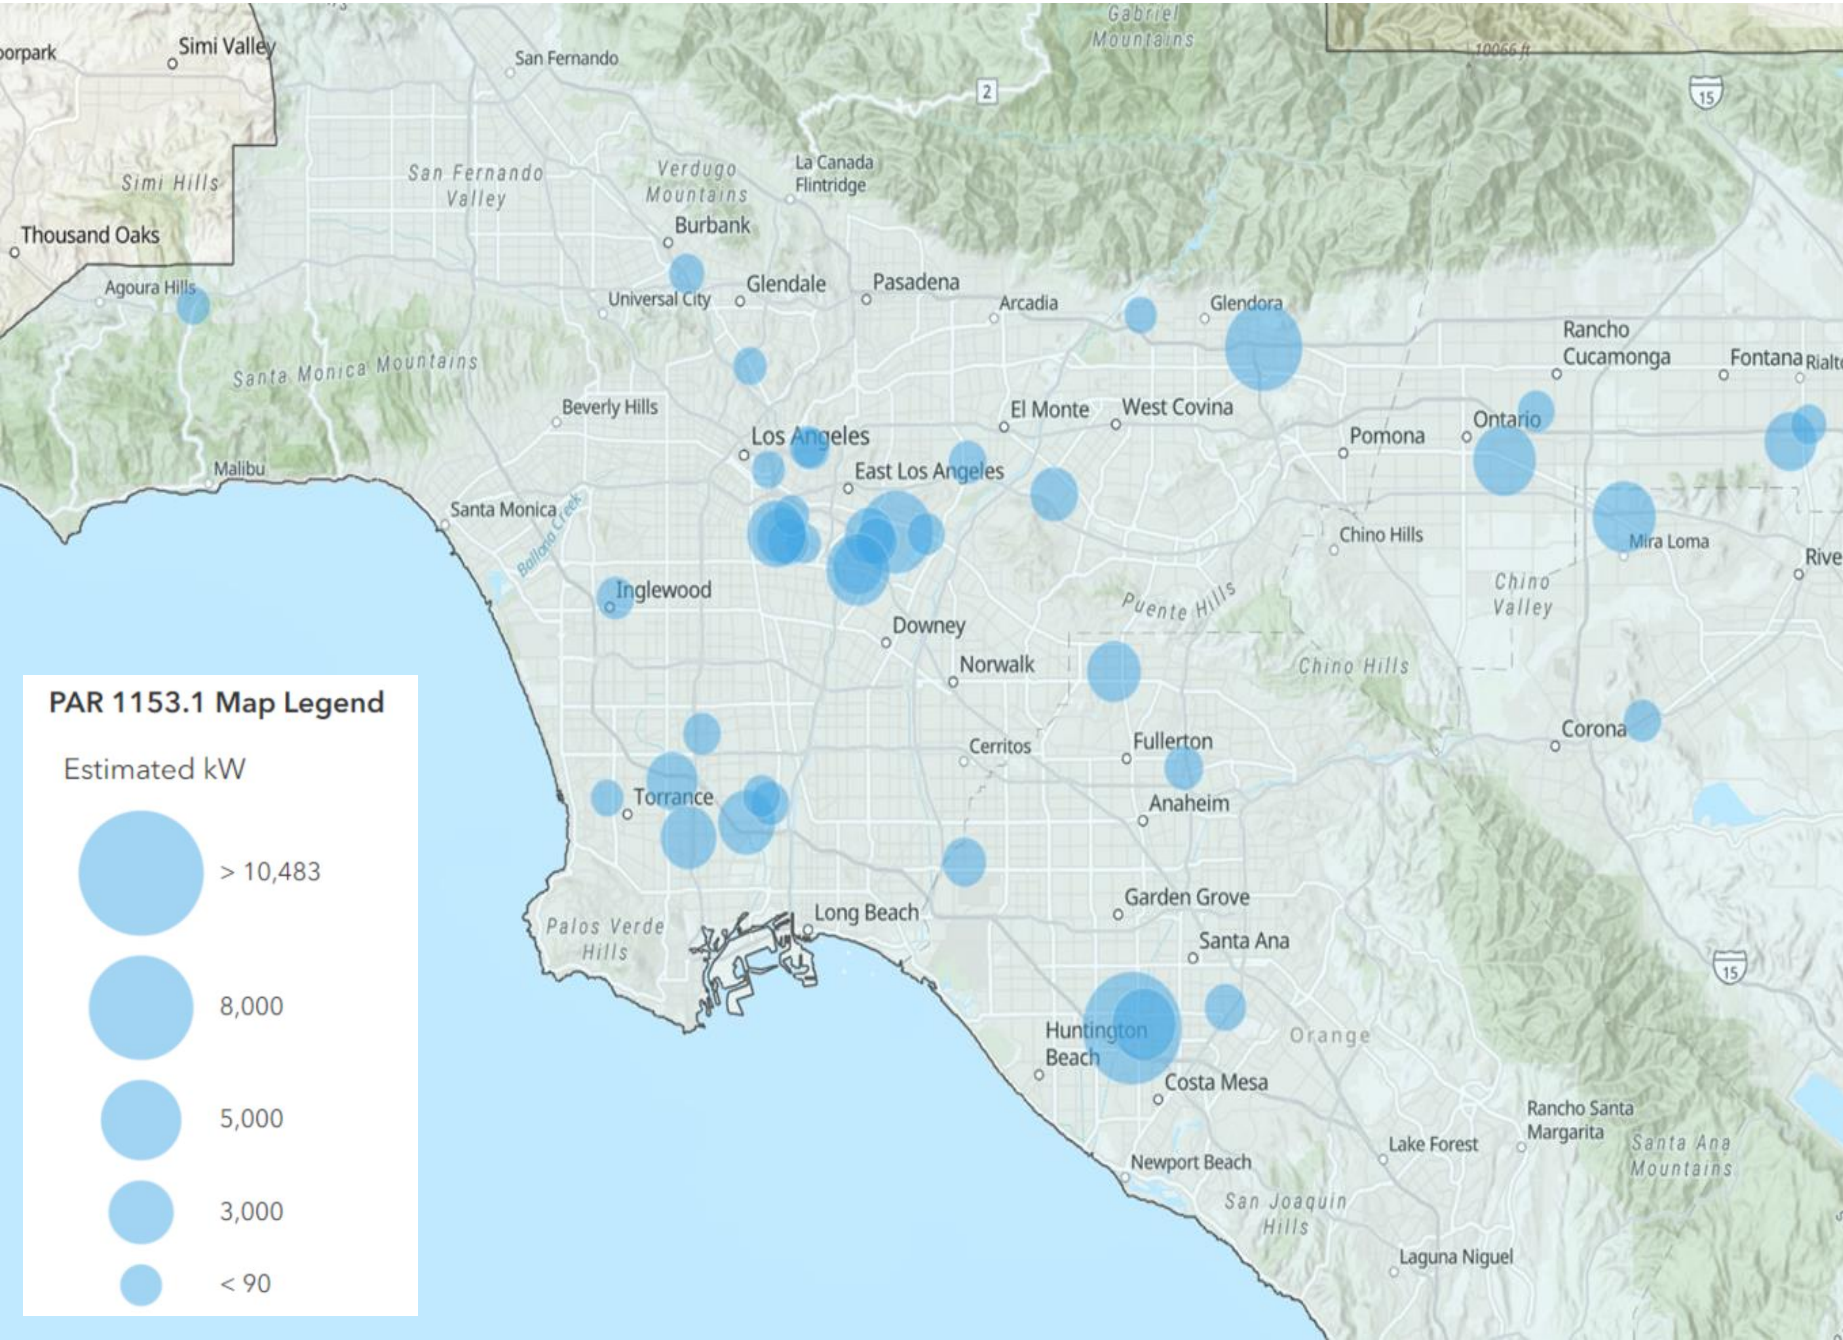 Gabriel
Mountains
10066 ft
15
Simi Valley
San Fernando
2
Simi Hills
San Fernando
Valley
Verdugo
Mountains
La Canada
Flintridge
Burbank
Thousand Oaks
Agoura Hills
Universal City
Glendale
Pasadena
Arcadia
Glendora
Santa Monica Mountains
Rancho
Cucamonga
Fontana
Beverly Hills
El Monte
West Covina
Ontario
Pomona
Los Angeles
East Los Angeles
Malibu
Santa Monica
Ballona Creek
Chino Hills
Mira Loma
Inglewood
Puente Hills
Chino
Valley
Downey
Norwalk
Chino Hills
Cerritos
Fullerton
Corona
Torrance
Anaheim
Palos Verde
Hills
Long Beach
Garden Grove
Santa Ana
15
Huntington
Beach
Orange
Costa Mesa
Rancho Santa
Margarita
Lake Forest
Santa Ana
Mountains
Newport Beach
San Joaquin
Hills
Laguna Niguel
PAR 1153.1 Map Legend
Estimated kW
> 10,483
8,000
5,000
3,000
< 90